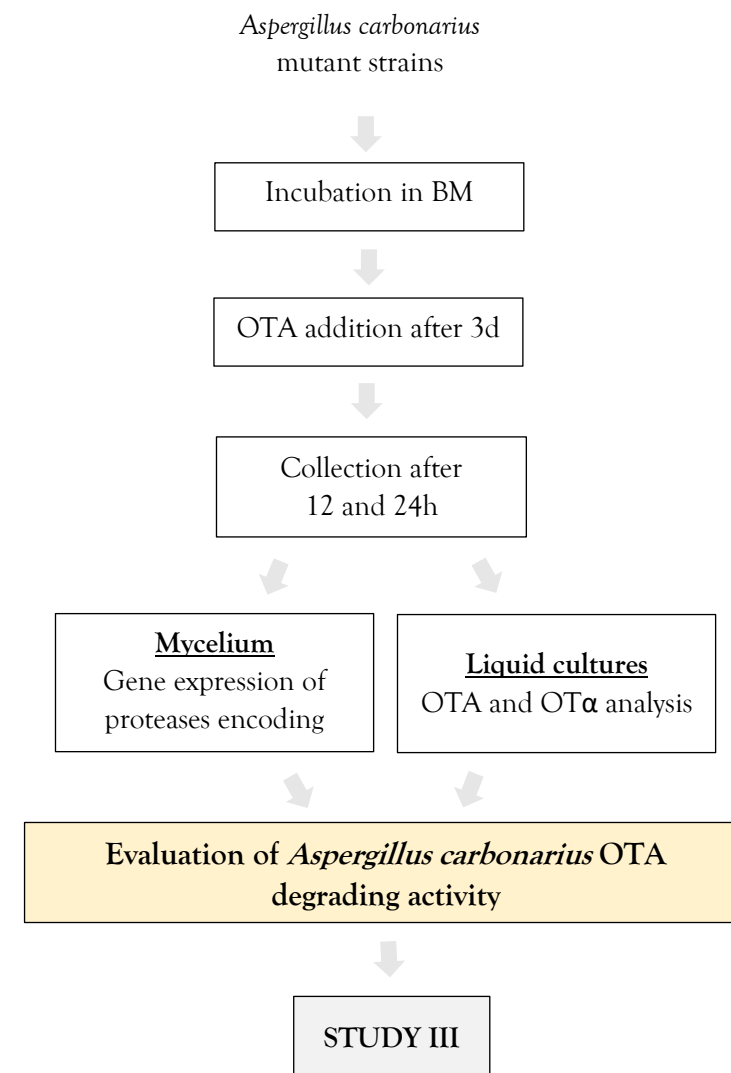 Aspergillus carbonarius
mutant strains
Incubation in BM
OTA addition after 3d
Collection after
12 and 24h
Mycelium
Gene expression of
proteases encoding
Liquid cultures
OTA and OTα analysis
Evaluation of Aspergillus carbonarius OTA
degrading activity
STUDY III